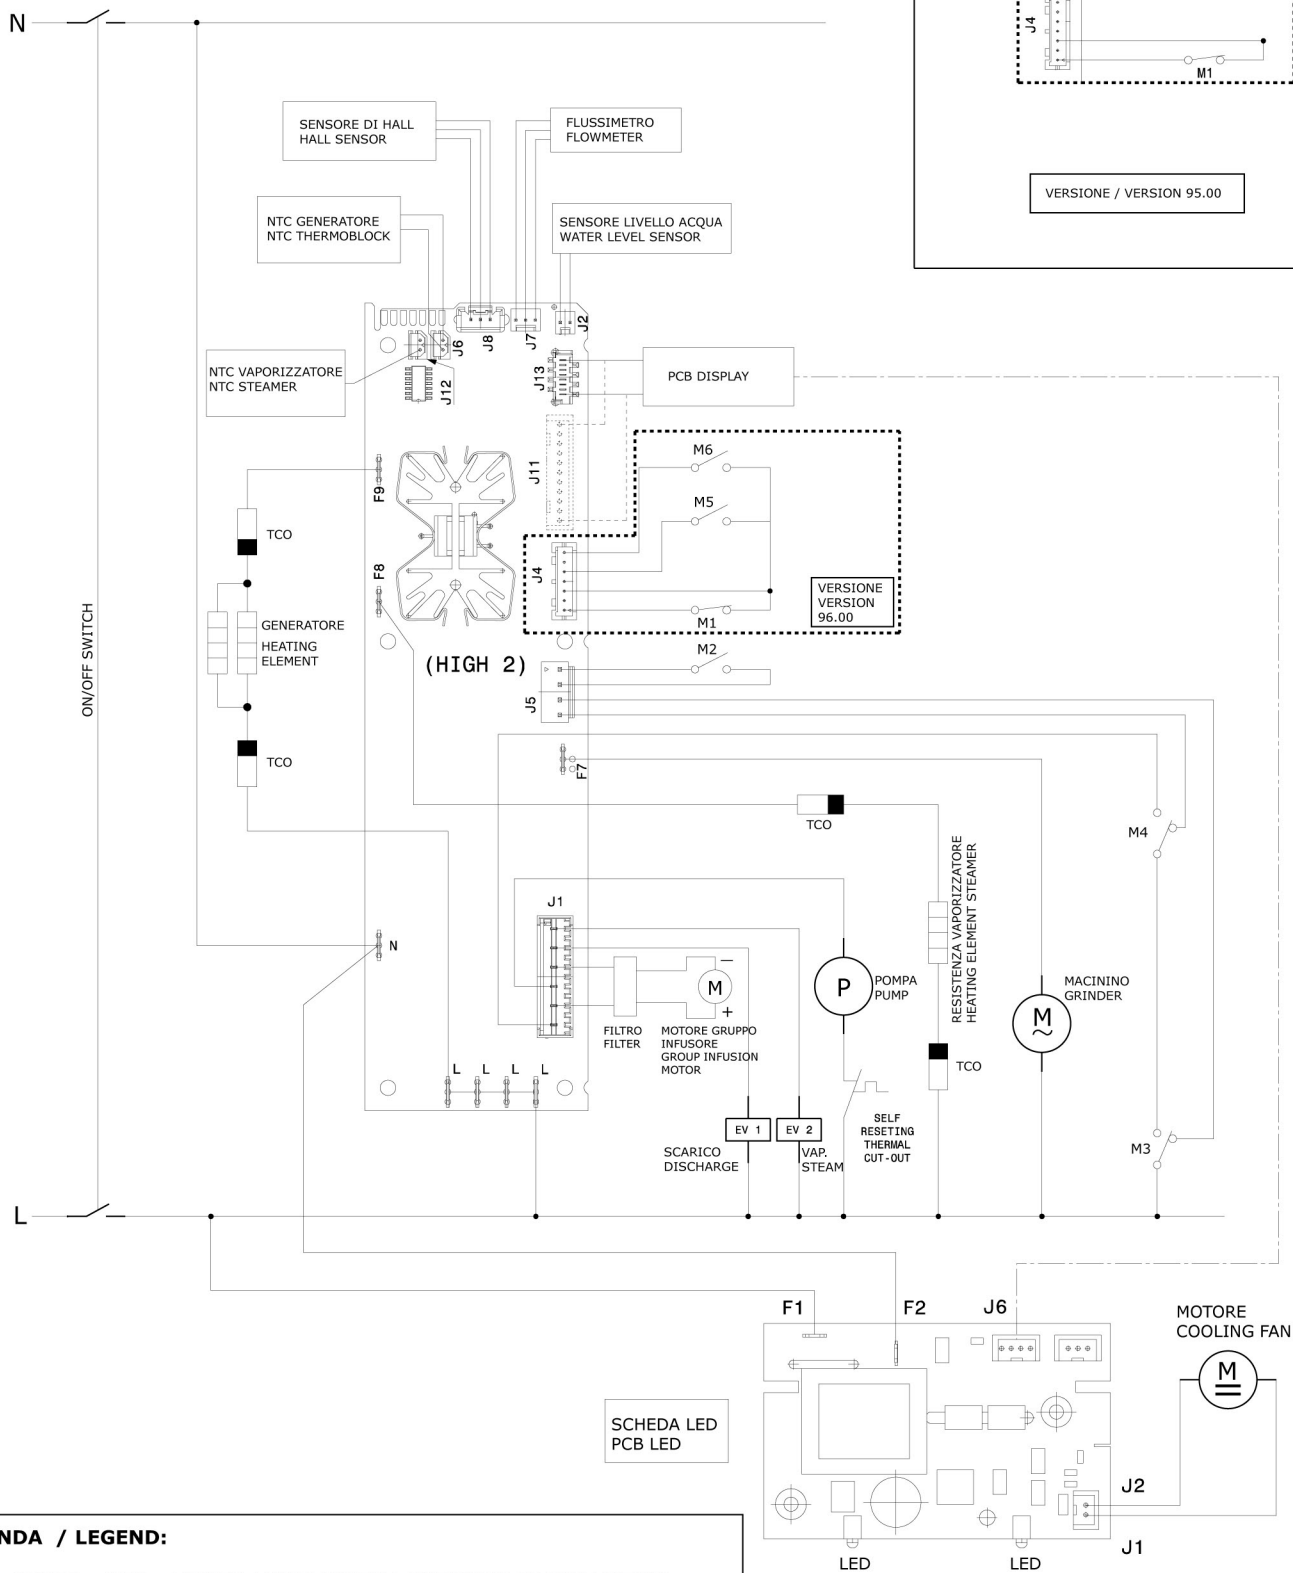 N
J4
M1
VERSIONE / VERSION 95.00
SENSORE DI HALL
HALL SENSOR
FLUSSIMETRO
FLOWMETER
NTC GENERATORE
NTC THERMOBLOCK
SENSORE LIVELLO ACQUA
WATER LEVEL SENSOR
J6
J8
J7
J2
NTC VAPORIZZATORE
NTC STEAMER
J12
J13
PCB DISPLAY
J11
M6
M5
F9
TCO
F8
J4
VERSIONE
VERSION
96.00
M1
GENERATORE
HEATING
ELEMENT
(HIGH 2)
M2
J5
ON/OFF SWITCH
TCO
F7
TCO
M4
RESISTENZA VAPORIZZATORE
HEATING ELEMENT STEAMER
J1
N
P
POMPA
PUMP
MACININO
GRINDER
M
~
−
M
+
FILTRO
FILTER
MOTORE GRUPPO
INFUSORE
GROUP INFUSION
MOTOR
TCO
L L L L
EV 1
EV 2
SCARICO
DISCHARGE
VAP.
STEAM
SELF
RESETING
THERMAL
CUT-OUT
M3
L
F1
F2
J6
MOTORE
COOLING FAN
M
SCHEDA LED
PCB LED
J2
J1
LED
LED
NDA / LEGEND: